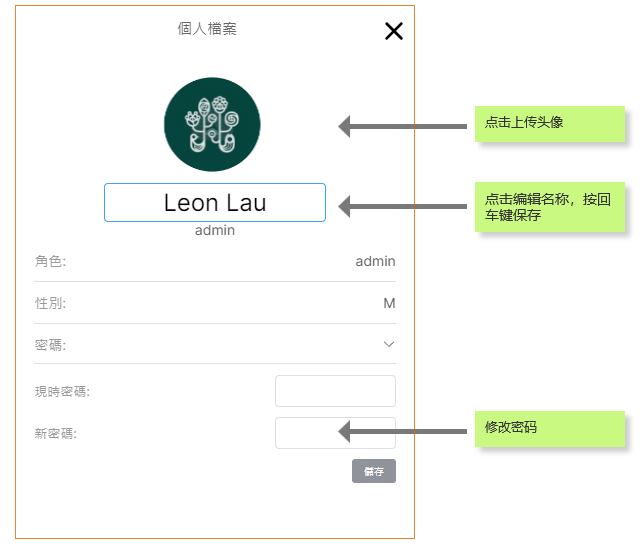 個人檔案
点击上传头像
Leon Lau
点击编辑名称，按回
车键保存
admin
角色:
admin
性別:
M
密碼:
現時密碼:
新密碼:
修改密码
儲存